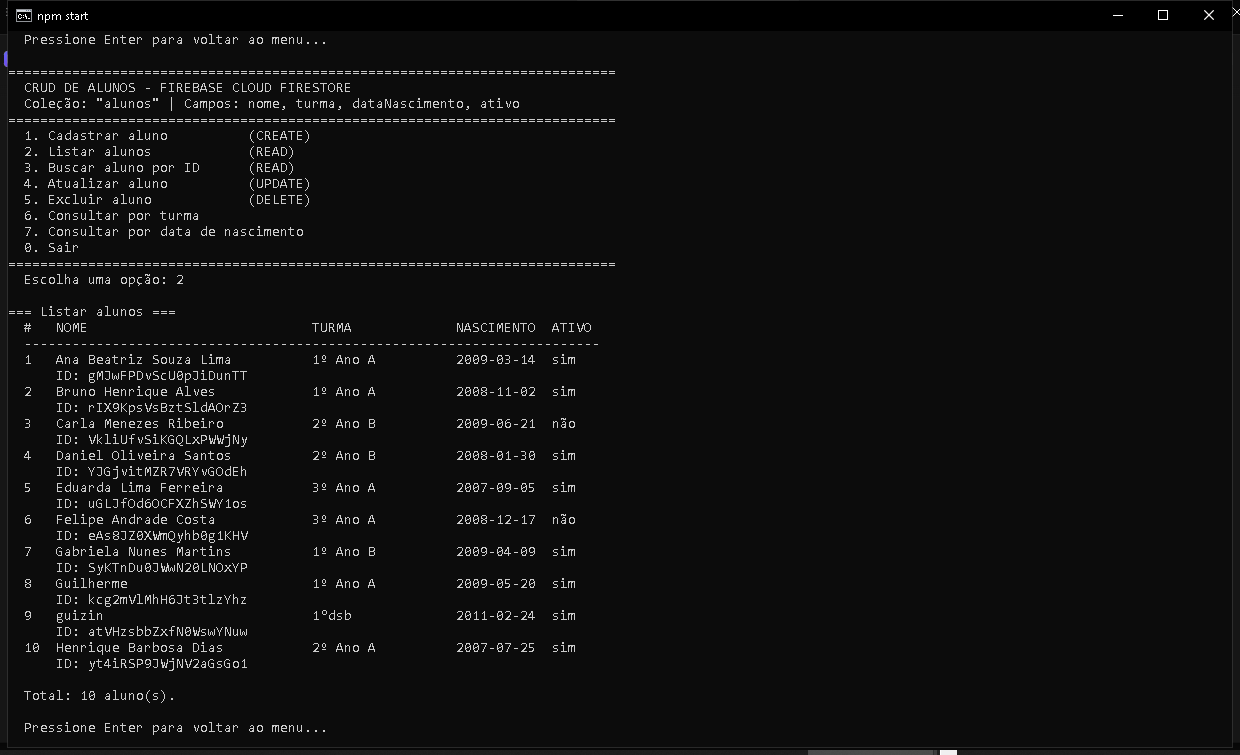 npm start
Pressione Enter para voltar ao menu...
============================================================================
CRUD DE ALUNOS - FIREBASE CLOUD FIRESTORE
Coleção: "alunos" | Campos: nome, turma, dataNascimento, ativo
============================================================================
1. Cadastrar aluno (CREATE)
2. Listar alunos (READ)
3. Buscar aluno por ID (READ)
4. Atualizar aluno (UPDATE)
5. Excluir aluno (DELETE)
6. Consultar por turma
7. Consultar por data de nascimento
0. Sair
============================================================================
Escolha uma opção: 2
=== Listar alunos ===
# NOME TURMA NASCIMENTO ATIVO
------------------------------------------------------------------------
1 Ana Beatriz Souza Lima 1º Ano A 2009-03-14 sim
ID: gMJwFPDvScU0pJiDunTT
2 Bruno Henrique Alves 1º Ano A 2008-11-02 sim
ID: rIX9KpsVsBztSldAOrZ3
3 Carla Menezes Ribeiro 2º Ano B 2009-06-21 não
ID: VkliUfvSiKGQLxPWWjNy
4 Daniel Oliveira Santos 2º Ano B 2008-01-30 sim
ID: YJGjvitMZR7VRYvGOdEh
5 Eduarda Lima Ferreira 3º Ano A 2007-09-05 sim
ID: uGLJfOd6OCFXZhSWY1os
6 Felipe Andrade Costa 3º Ano A 2008-12-17 não
ID: eAs8JZ0XWmQyhb0g1KHV
7 Gabriela Nunes Martins 1º Ano B 2009-04-09 sim
ID: SyKTnDu0JWwN20LNOxYP
8 Guilherme 1º Ano A 2009-05-20 sim
ID: kcg2mVlMhH6Jt3tlzYhz
9 guizin 1°dsb 2011-02-24 sim
ID: atVHzsbbZxfN0WswYNuw
10 Henrique Barbosa Dias 2º Ano A 2007-07-25 sim
ID: yt4iRSP9JWjNV2aGsGo1
Total: 10 aluno(s).
Pressione Enter para voltar ao menu...